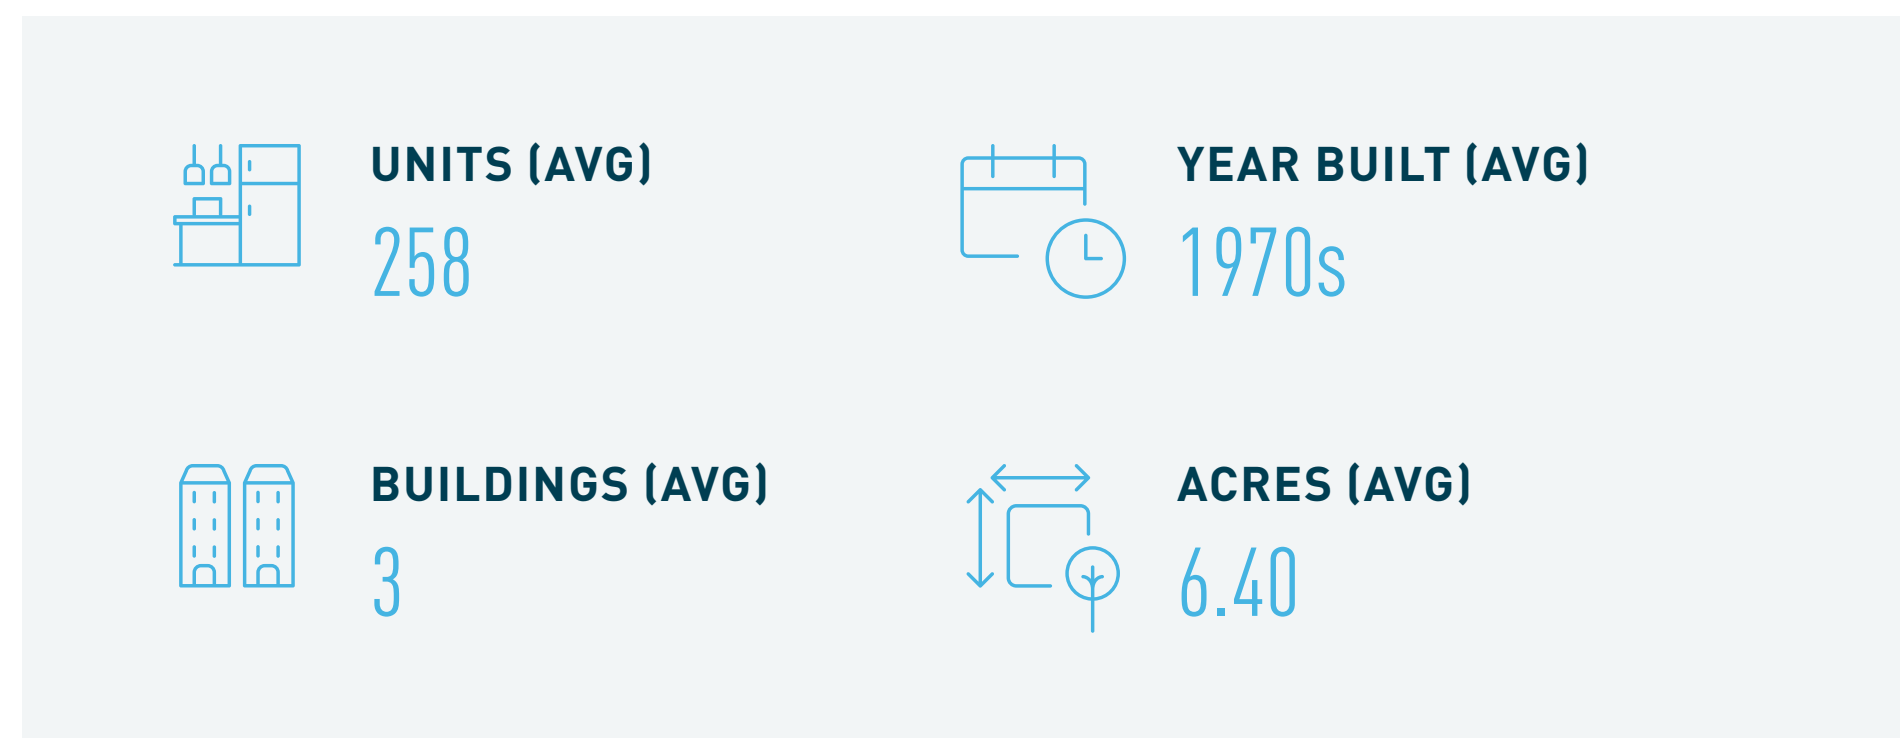 UNITS (AVG)
258
YEAR BUILT (AVG)
1970s
BUILDINGS (AVG)
3
ACRES (AVG)
6.40